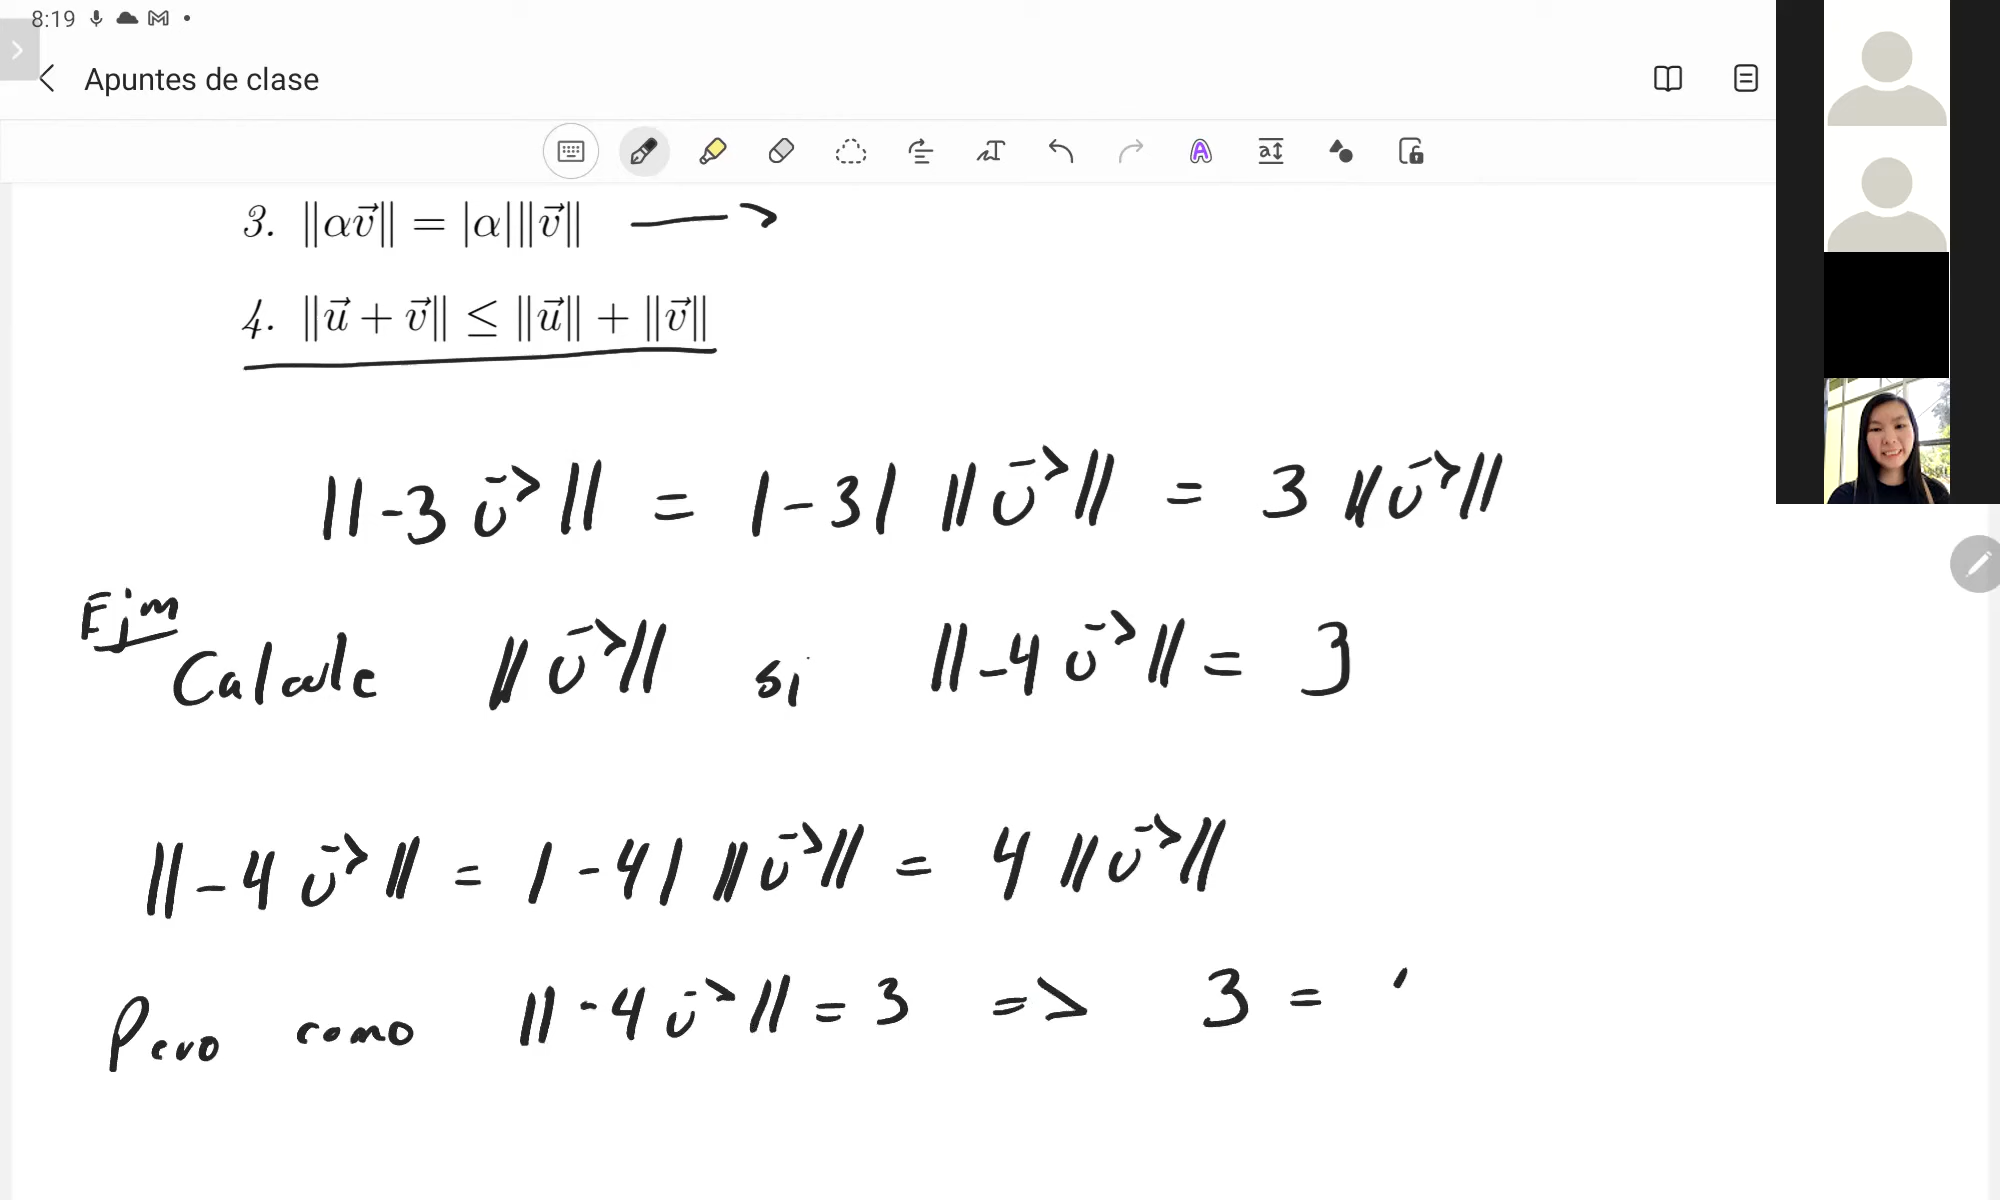 8:19
Apuntes de clase
3. ‖αv⃗‖ = |α|‖v⃗‖ →
4. ‖u⃗ + v⃗‖ ≤ ‖u⃗‖ + ‖v⃗‖
‖-3 v⃗‖ = |-3| ‖v⃗‖ = 3 ‖v⃗‖
Ejm
Calcule ‖v⃗‖ si ‖-4 v⃗‖ = 3
‖-4 v⃗‖ = |-4| ‖v⃗‖ = 4 ‖v⃗‖
Pero como ‖-4 v⃗‖ = 3 => 3 =